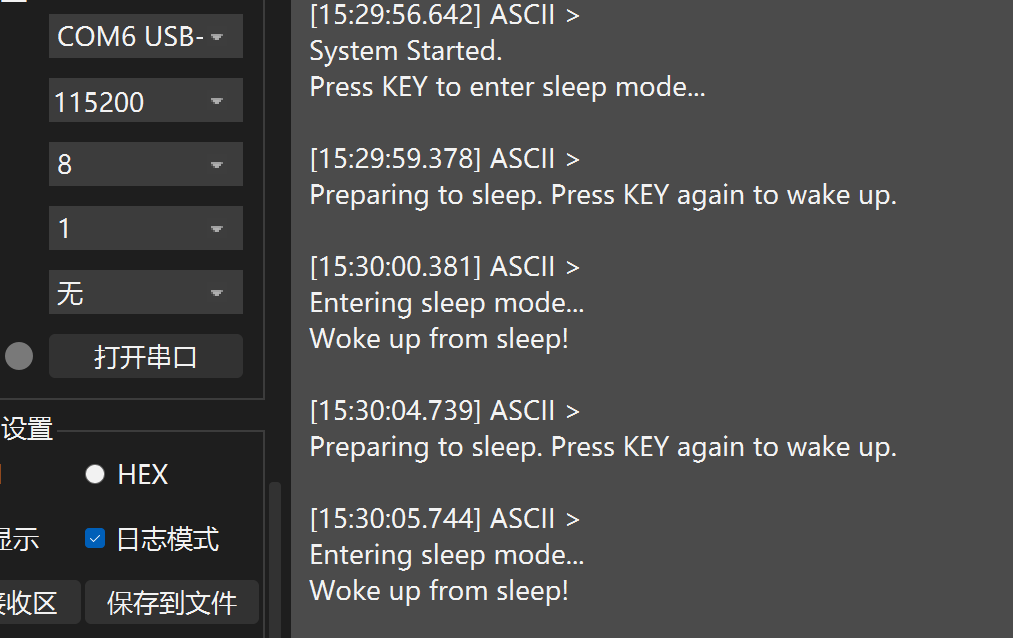 COM6 USB-
115200
8
1
无
打开串口
设置
HEX
显示
日志模式
接收区
保存到文件
[15:29:56.642] ASCII >
System Started.
Press KEY to enter sleep mode...
[15:29:59.378] ASCII >
Preparing to sleep. Press KEY again to wake up.
[15:30:00.381] ASCII >
Entering sleep mode...
Woke up from sleep!
[15:30:04.739] ASCII >
Preparing to sleep. Press KEY again to wake up.
[15:30:05.744] ASCII >
Entering sleep mode...
Woke up from sleep!